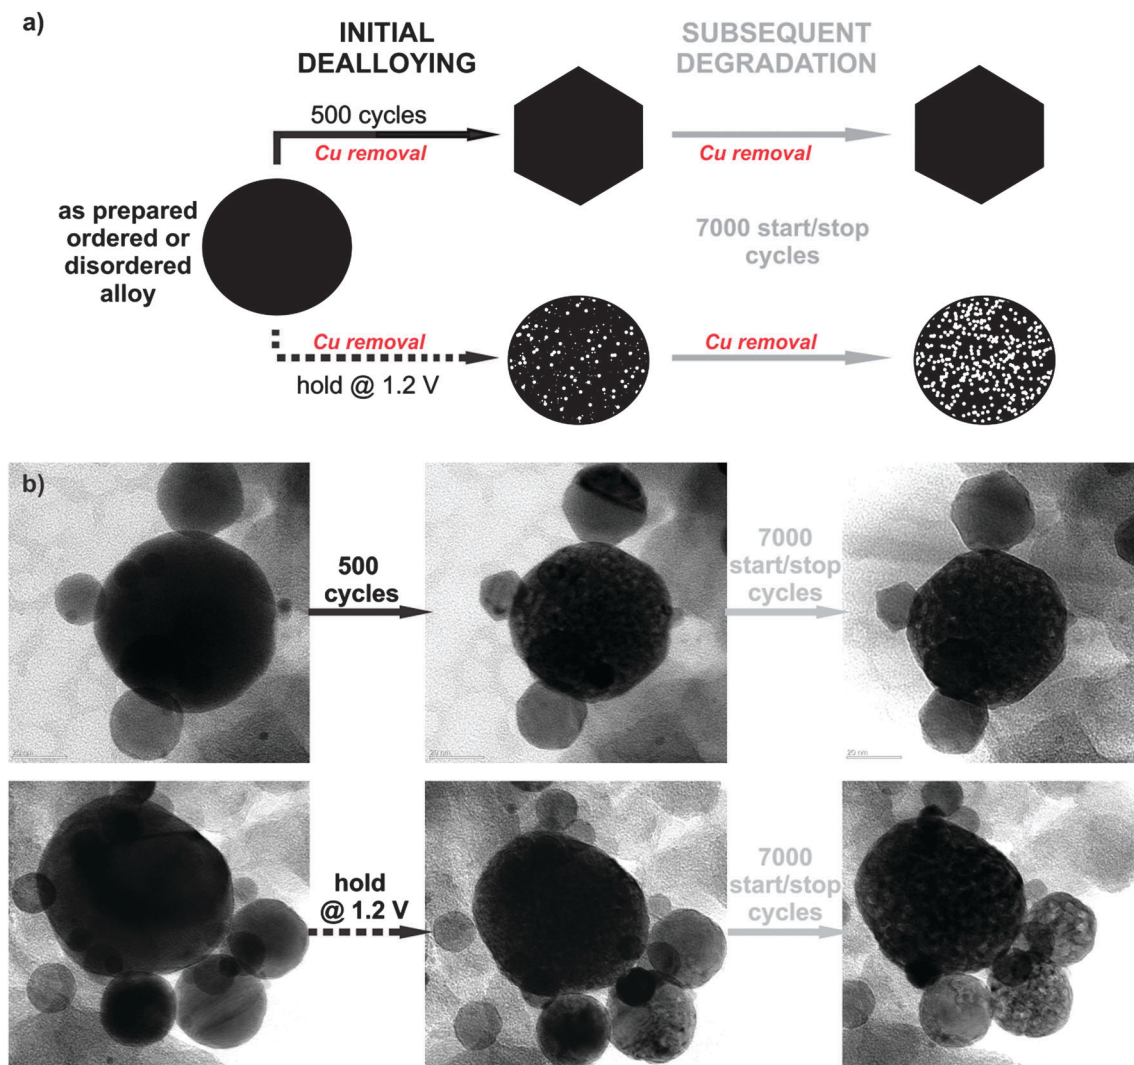 a)
INITIAL
DEALLOYING
SUBSEQUENT
DEGRADATION
500 cycles
Cu removal
Cu removal
as prepared
ordered or
disordered
alloy
7000 start/stop
cycles
Cu removal
Cu removal
hold @ 1.2 V
b)
500
cycles
7000
start/stop
cycles
20 nm
20 nm
20 nm
hold
@ 1.2 V
7000
start/stop
cycles